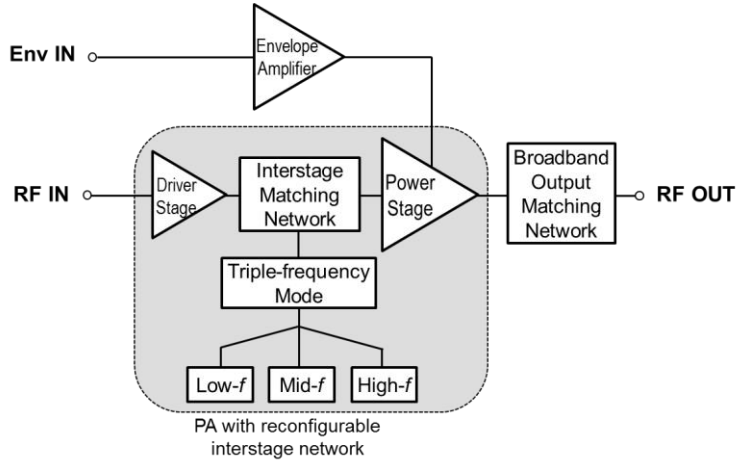 Env IN
Envelope
Amplifier
RF IN
Driver
Stage
Interstage
Matching
Network
Power
Stage
Broadband
Output
Matching
Network
RF OUT
Triple-frequency
Mode
Low-f
Mid-f
High-f
PA with reconfigurable
interstage network